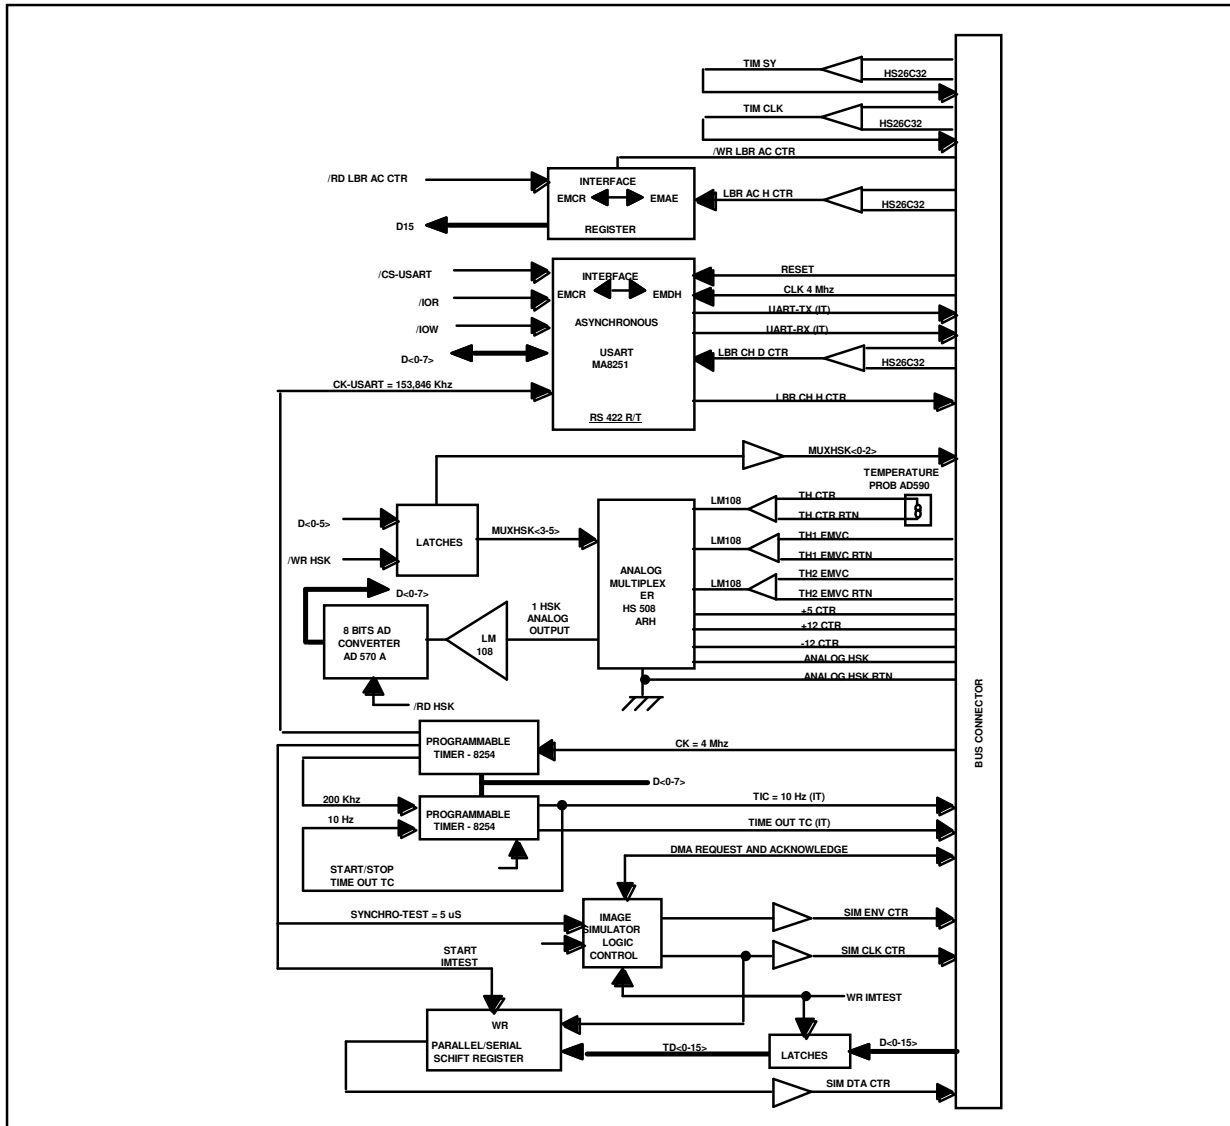 TIM SY
HS26C32
TIM CLK
HS26C32
/WR LBR AC CTR
/RD LBR AC CTR
INTERFACE
EMCR
EMAE
REGISTER
LBR AC H CTR
HS26C32
D15
/CS-USART
INTERFACE
EMCR
EMDH
ASYNCHRONOUS
USART
MA8251
RS 422 R/T
RESET
CLK 4 Mhz
/IOR
UART-TX (IT)
/IOW
UART-RX (IT)
D<0-7>
LBR CH D CTR
HS26C32
CK-USART = 153,846 Khz
LBR CH H CTR
MUXHSK<0-2>
TEMPERATURE
PROB AD590
LM108
TH CTR
TH CTR RTN
D<0-5>
LATCHES
MUXHSK<3-5>
/WR HSK
LM108
TH1 EMVC
TH1 EMVC RTN
ANALOG
MULTIPLEX
ER
HS 508
ARH
LM108
TH2 EMVC
TH2 EMVC RTN
D<0-7>
1 HSK
ANALOG
OUTPUT
+5 CTR
+12 CTR
-12 CTR
ANALOG HSK
ANALOG HSK RTN
8 BITS AD
CONVERTER
AD 570 A
LM
108
/RD HSK
BUS CONNECTOR
PROGRAMMABLE
TIMER - 8254
CK = 4 Mhz
D<0-7>
200 Khz
10 Hz
PROGRAMMABLE
TIMER - 8254
TIC = 10 Hz (IT)
TIME OUT TC (IT)
START/STOP
TIME OUT TC
DMA REQUEST AND ACKNOWLEDGE
SYNCHRO-TEST = 5 uS
IMAGE
SIMULATOR
LOGIC
CONTROL
SIM ENV CTR
SIM CLK CTR
START
IMTEST
WR IMTEST
WR
PARALLEL/SERIAL
SCHIFT REGISTER
TD<0-15>
LATCHES
D<0-15>
SIM DTA CTR